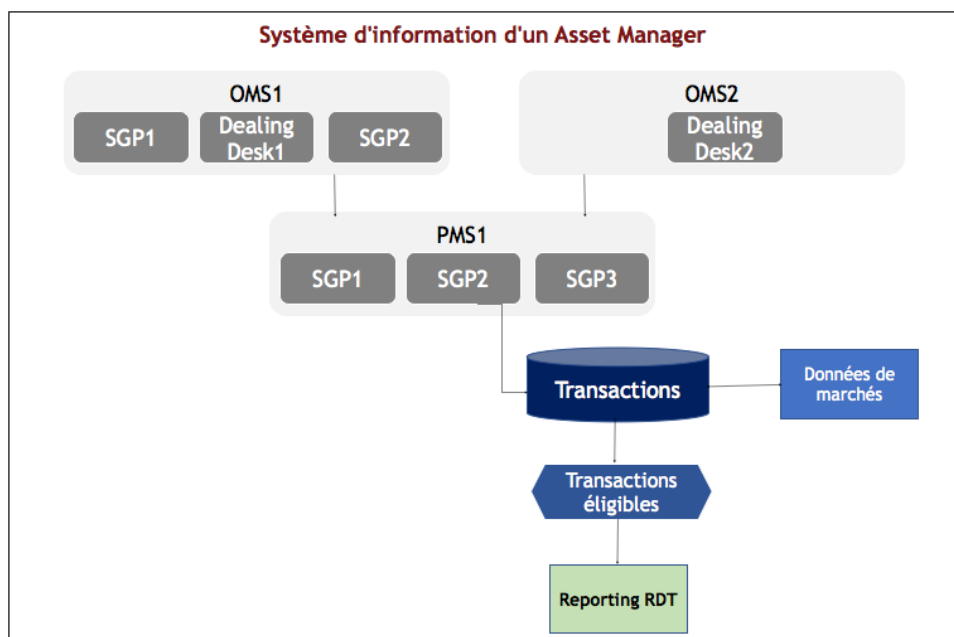 Système d'information d'un Asset Manager
OMS1
SGP1
Dealing
Desk1
SGP2
OMS2
Dealing
Desk2
PMS1
SGP1
SGP2
SGP3
Transactions
Données de
marchés
Transactions
éligibles
Reporting RDT